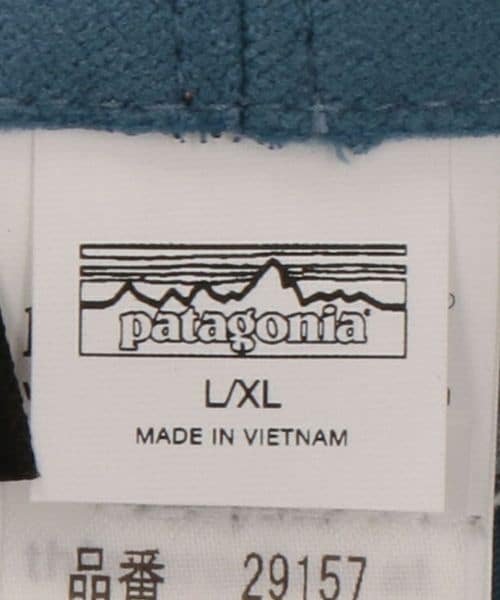 patagonia
L/XL
MADE IN VIETNAM
品番 29157